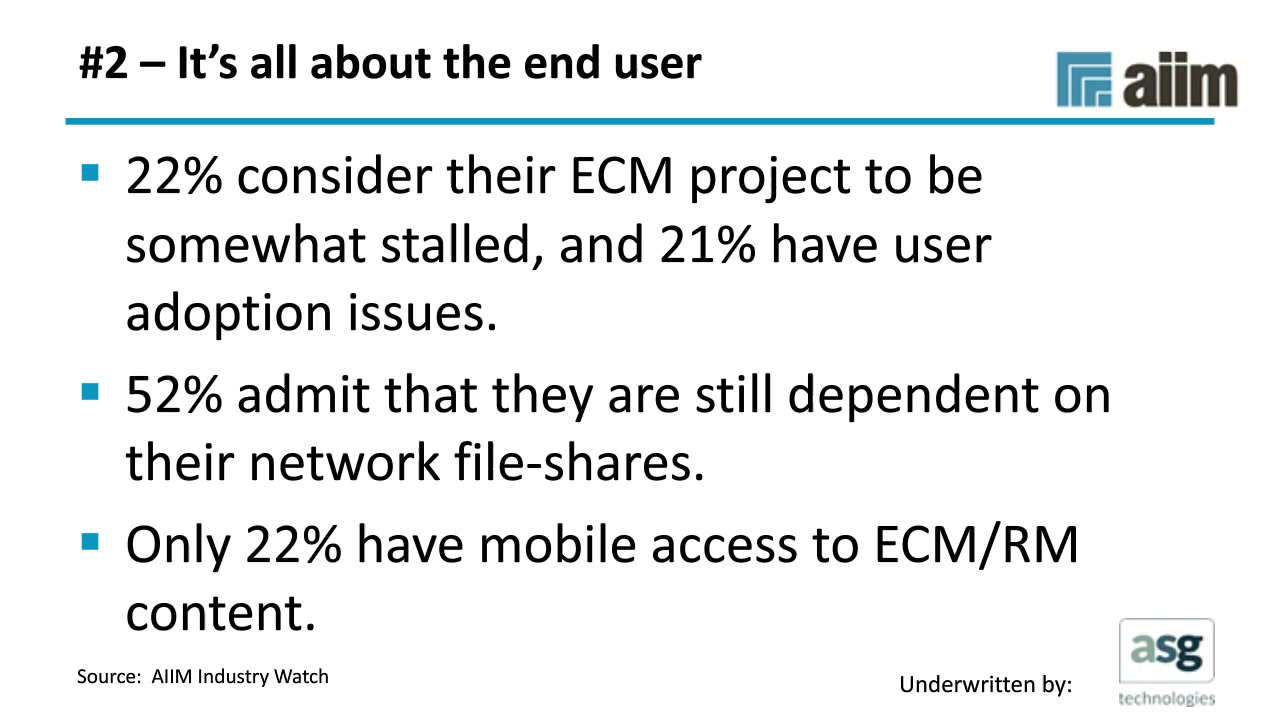 #2 – It’s all about the end user
aiim
▪ 22% consider their ECM project to be
somewhat stalled, and 21% have user
adoption issues.
▪ 52% admit that they are still dependent on
their network file-shares.
▪ Only 22% have mobile access to ECM/RM
content.
Source:  AIIM Industry Watch
Underwritten by:
asg
technologies